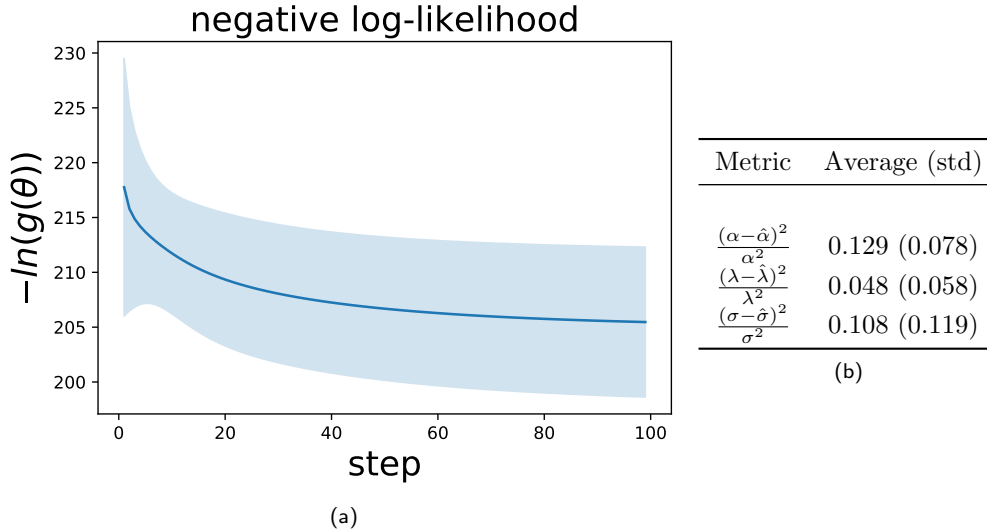 negative log-likelihood
−ln(g(θ))
230
225
220
215
210
205
200
0 20 40 60 80 100
step
(a)
Metric Average (std)
(α−α̂)²/α² 0.129 (0.078)
(λ−λ̂)²/λ² 0.048 (0.058)
(σ−σ̂)²/σ² 0.108 (0.119)
(b)